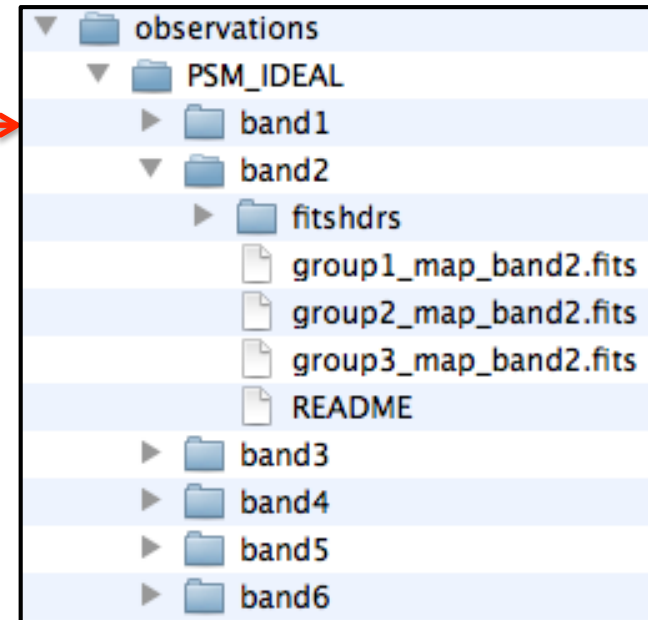 observations
PSM_IDEAL
band1
band2
fitshdrs
group1_map_band2.fits
group2_map_band2.fits
group3_map_band2.fits
README
band3
band4
band5
band6